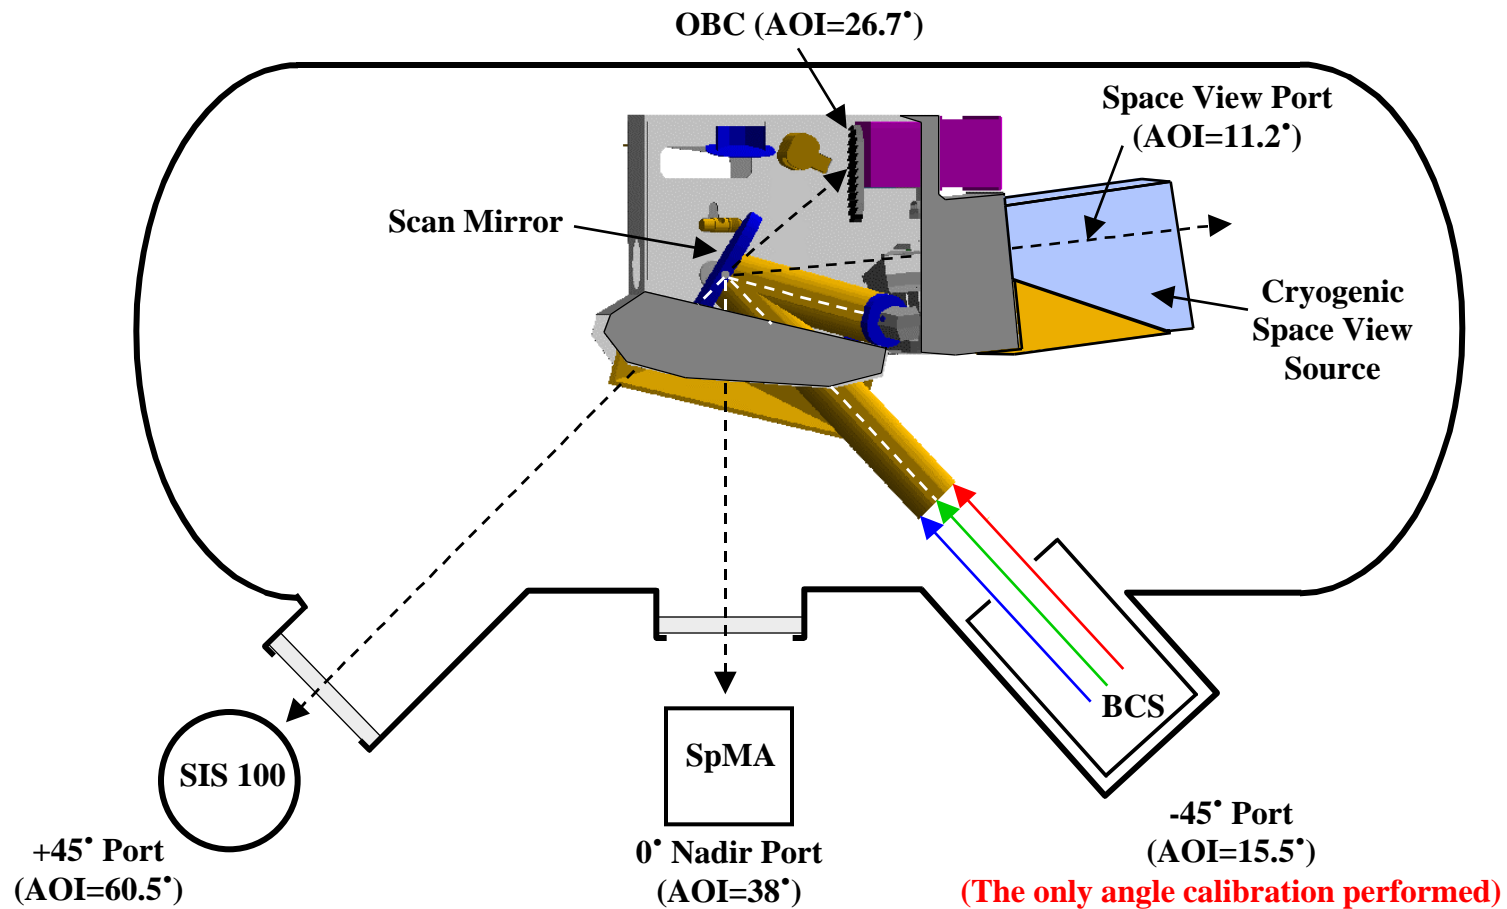 OBC (AOI=26.7°)
Space View Port
(AOI=11.2°)
Scan Mirror
Cryogenic
Space View
Source
BCS
SpMA
SIS 100
-45° Port
(AOI=15.5°)
(The only angle calibration performed)
0° Nadir Port
(AOI=38°)
+45° Port
(AOI=60.5°)